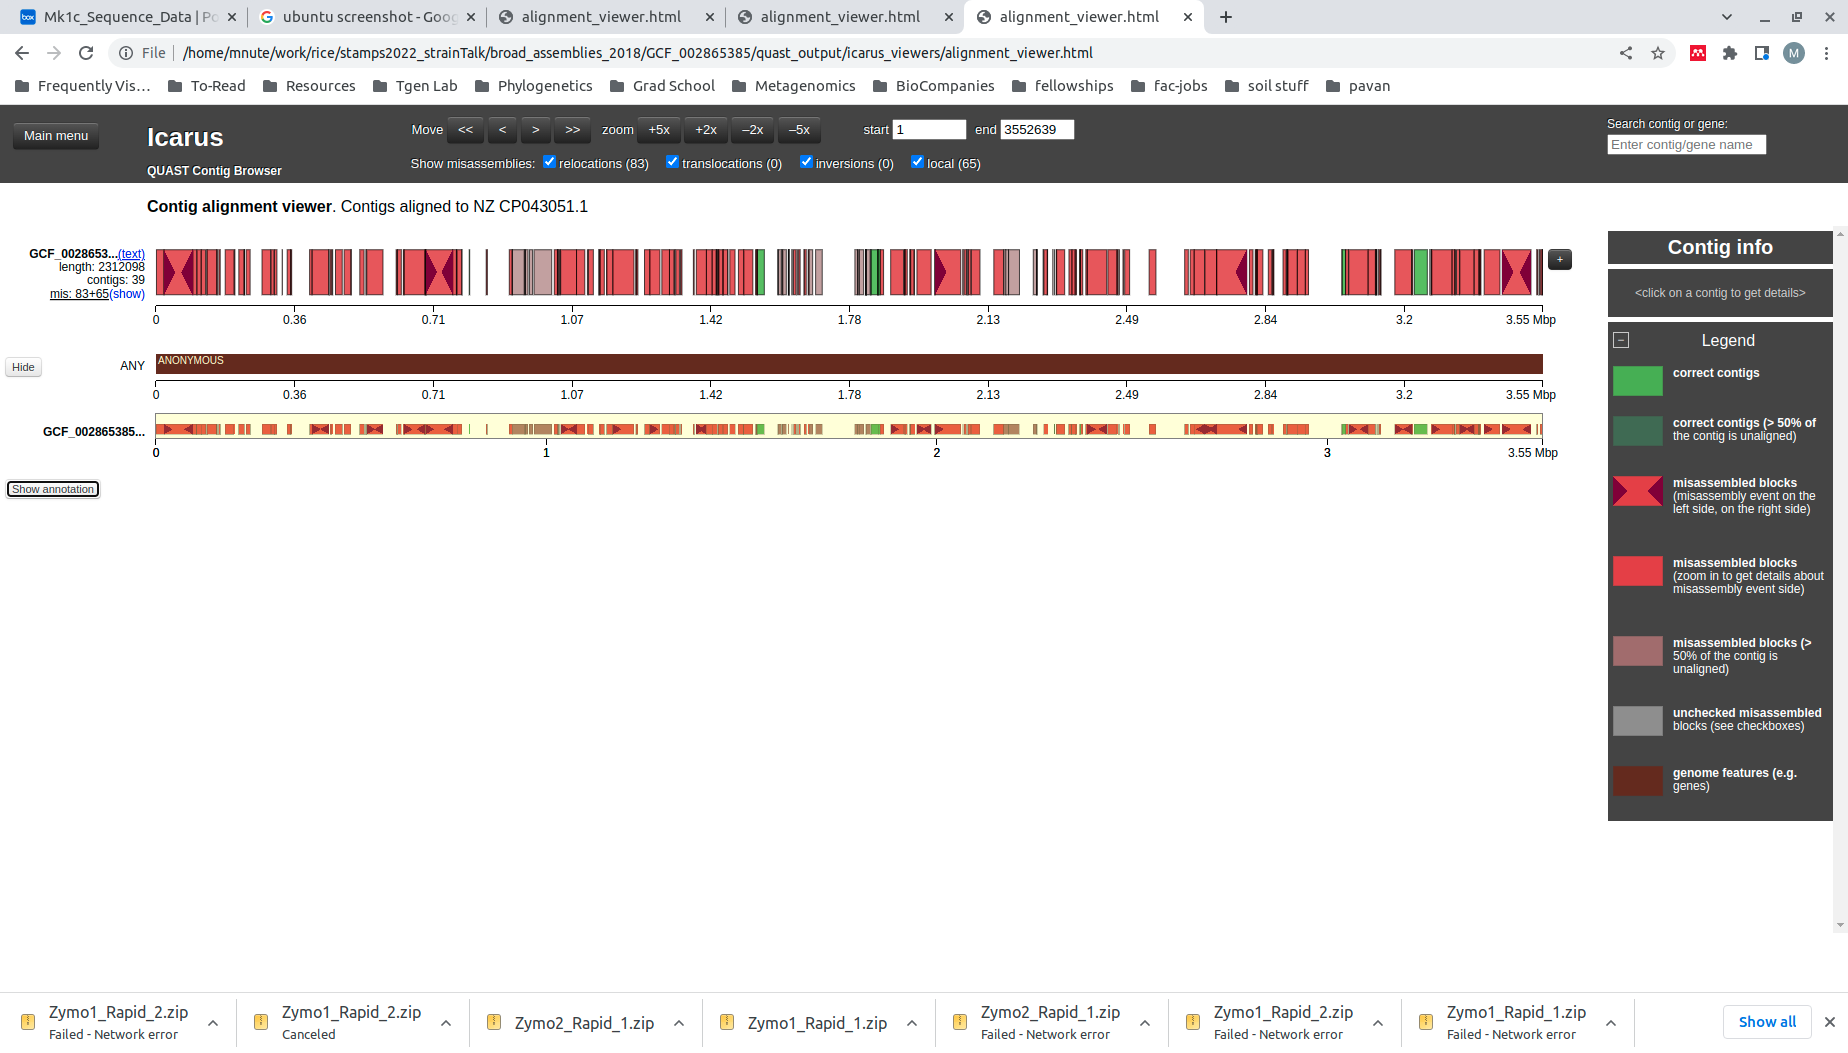 Mk1c_Sequence_Data | Po
ubuntu screenshot - Goog
alignment_viewer.html
alignment_viewer.html
alignment_viewer.html
File
/home/mnute/work/rice/stamps2022_strainTalk/broad_assemblies_2018/GCF_002865385/quast_output/icarus_viewers/alignment_viewer.html
M
Frequently Vis… To-Read Resources Tgen Lab Phylogenetics Grad School Metagenomics BioCompanies fellowships fac-jobs soil stuff pavan
Main menu
Icarus
QUAST Contig Browser
Move << < > >> zoom +5x +2x –2x –5x start 1 end 3552639
Show misassemblies: relocations (83) translocations (0) inversions (0) local (65)
Search contig or gene:
Enter contig/gene name
Contig alignment viewer. Contigs aligned to NZ CP043051.1
GCF_0028653...(text)
length: 2312098
contigs: 39
mis: 83+65(show)
+
0 0.36 0.71 1.07 1.42 1.78 2.13 2.49 2.84 3.2 3.55 Mbp
Hide
ANY
ANONYMOUS
0 0.36 0.71 1.07 1.42 1.78 2.13 2.49 2.84 3.2 3.55 Mbp
GCF_002865385...
0 1 2 3 3.55 Mbp
Show annotation
Contig info
<click on a contig to get details>
Legend
correct contigs
correct contigs (> 50% of
the contig is unaligned)
misassembled blocks
(misassembly event on the
left side, on the right side)
misassembled blocks
(zoom in to get details about
misassembly event side)
misassembled blocks (>
50% of the contig is
unaligned)
unchecked misassembled
blocks (see checkboxes)
genome features (e.g.
genes)
Zymo1_Rapid_2.zip
Failed - Network error
Zymo1_Rapid_2.zip
Canceled
Zymo2_Rapid_1.zip
Zymo1_Rapid_1.zip
Zymo2_Rapid_1.zip
Failed - Network error
Zymo1_Rapid_2.zip
Failed - Network error
Zymo1_Rapid_1.zip
Failed - Network error
Show all